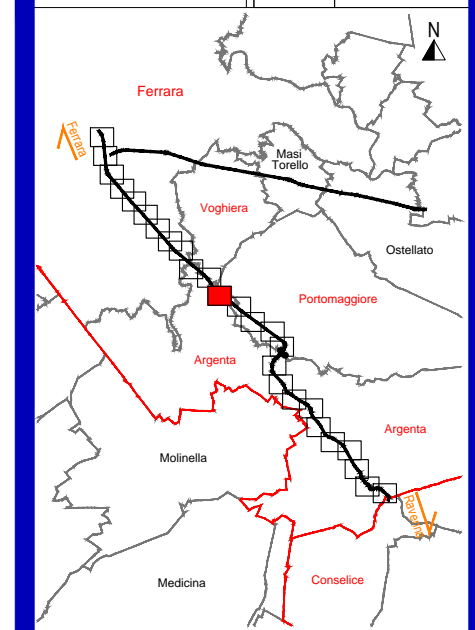 N
Ferrara
Ferrara
Masi
Torello
Voghiera
Ostellato
Portomaggiore
Argenta
Argenta
Molinella
Ravenna
Medicina
Conselice